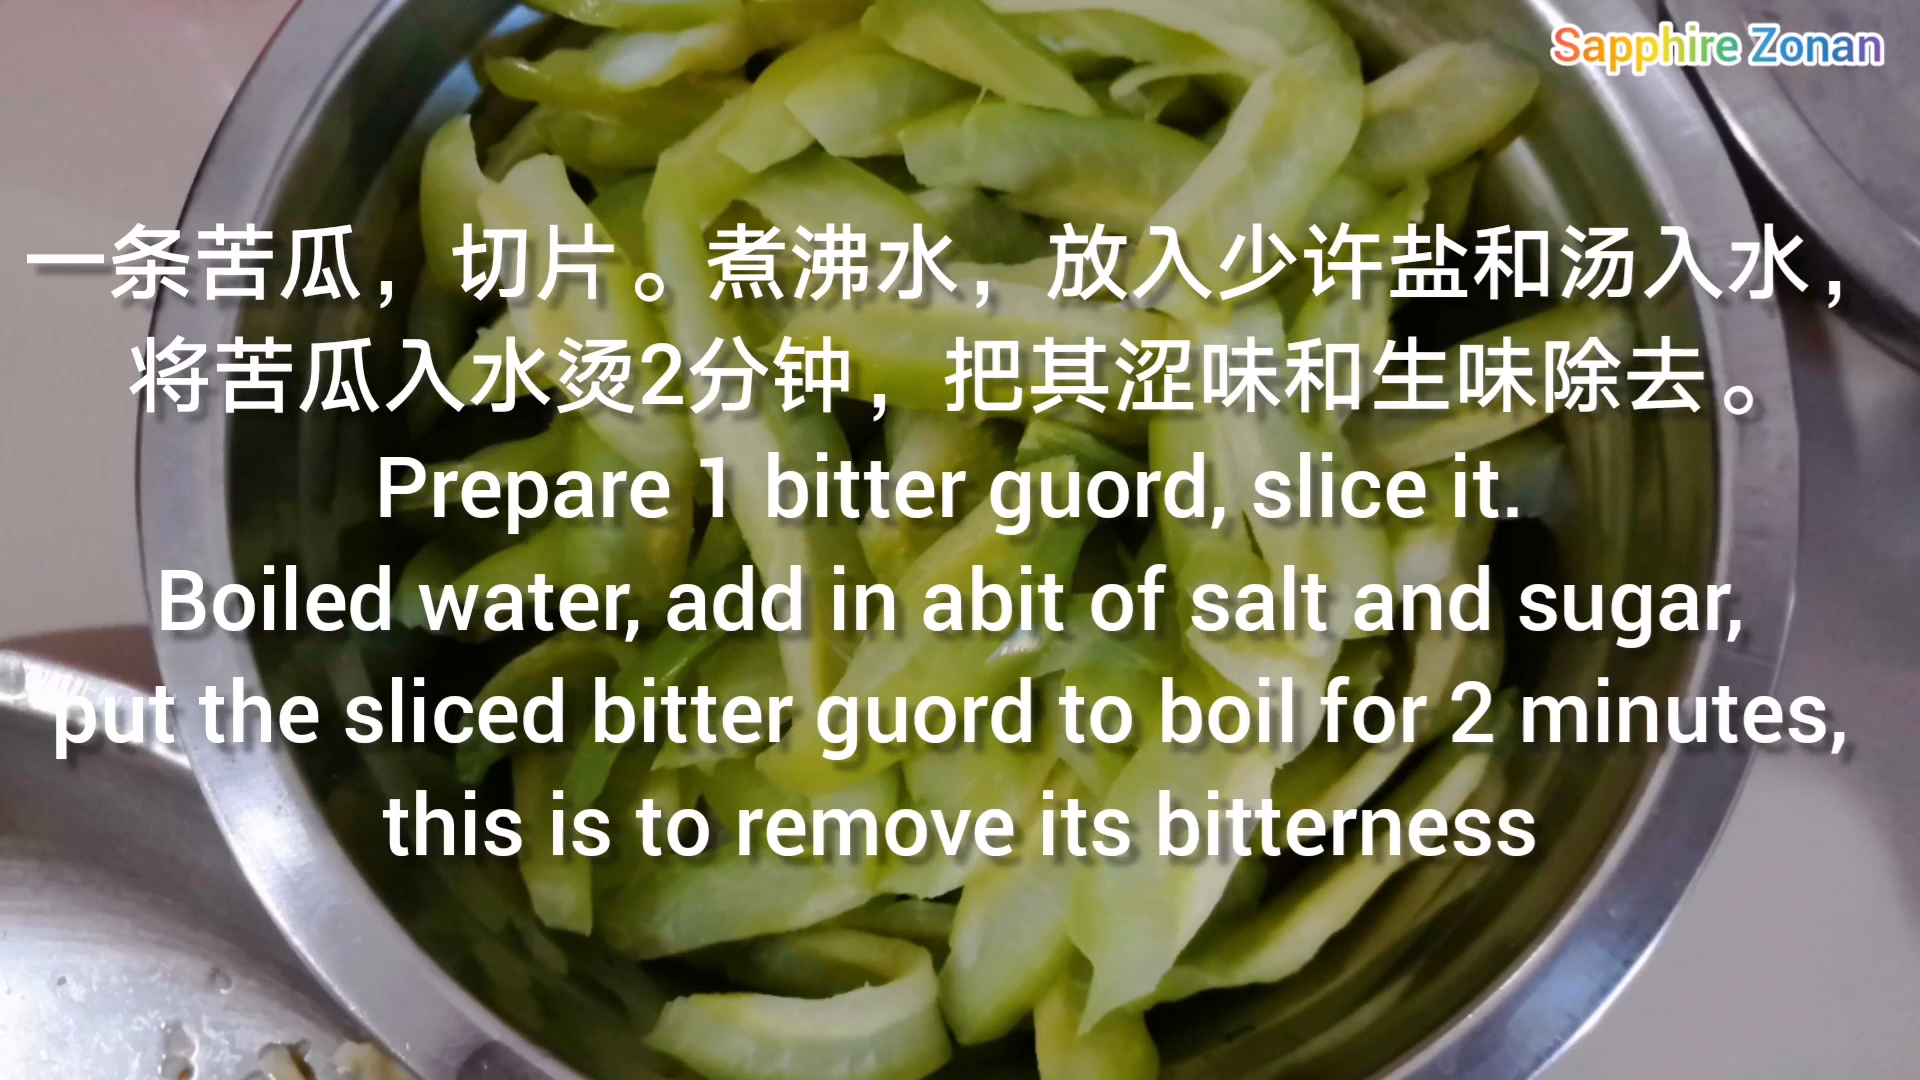 Sapphire Zonan
一条苦瓜，切片。煮沸水，放入少许盐和汤入水，
将苦瓜入水烫2分钟，把其涩味和生味除去。
Prepare 1 bitter guord, slice it.
Boiled water, add in abit of salt and sugar,
put the sliced bitter guord to boil for 2 minutes,
this is to remove its bitterness